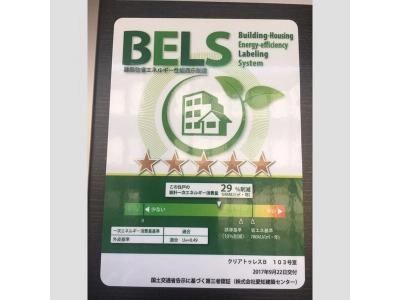 BELS
Building-Housing
Energy-efficiency
Labeling
System
建築物省エネルギー性能表示制度
この住戸の
設計一次エネルギー消費量
29 %削減
少ない
多い
一次エネルギー消費量基準 適合
外皮基準 適合
誘導基準
省エネ基準
(10%削減)
クリアトゥレスB 103号室
2017年9月22日交付
国土交通省告示に基づく第三者認証 (株式会社愛知建築センター)